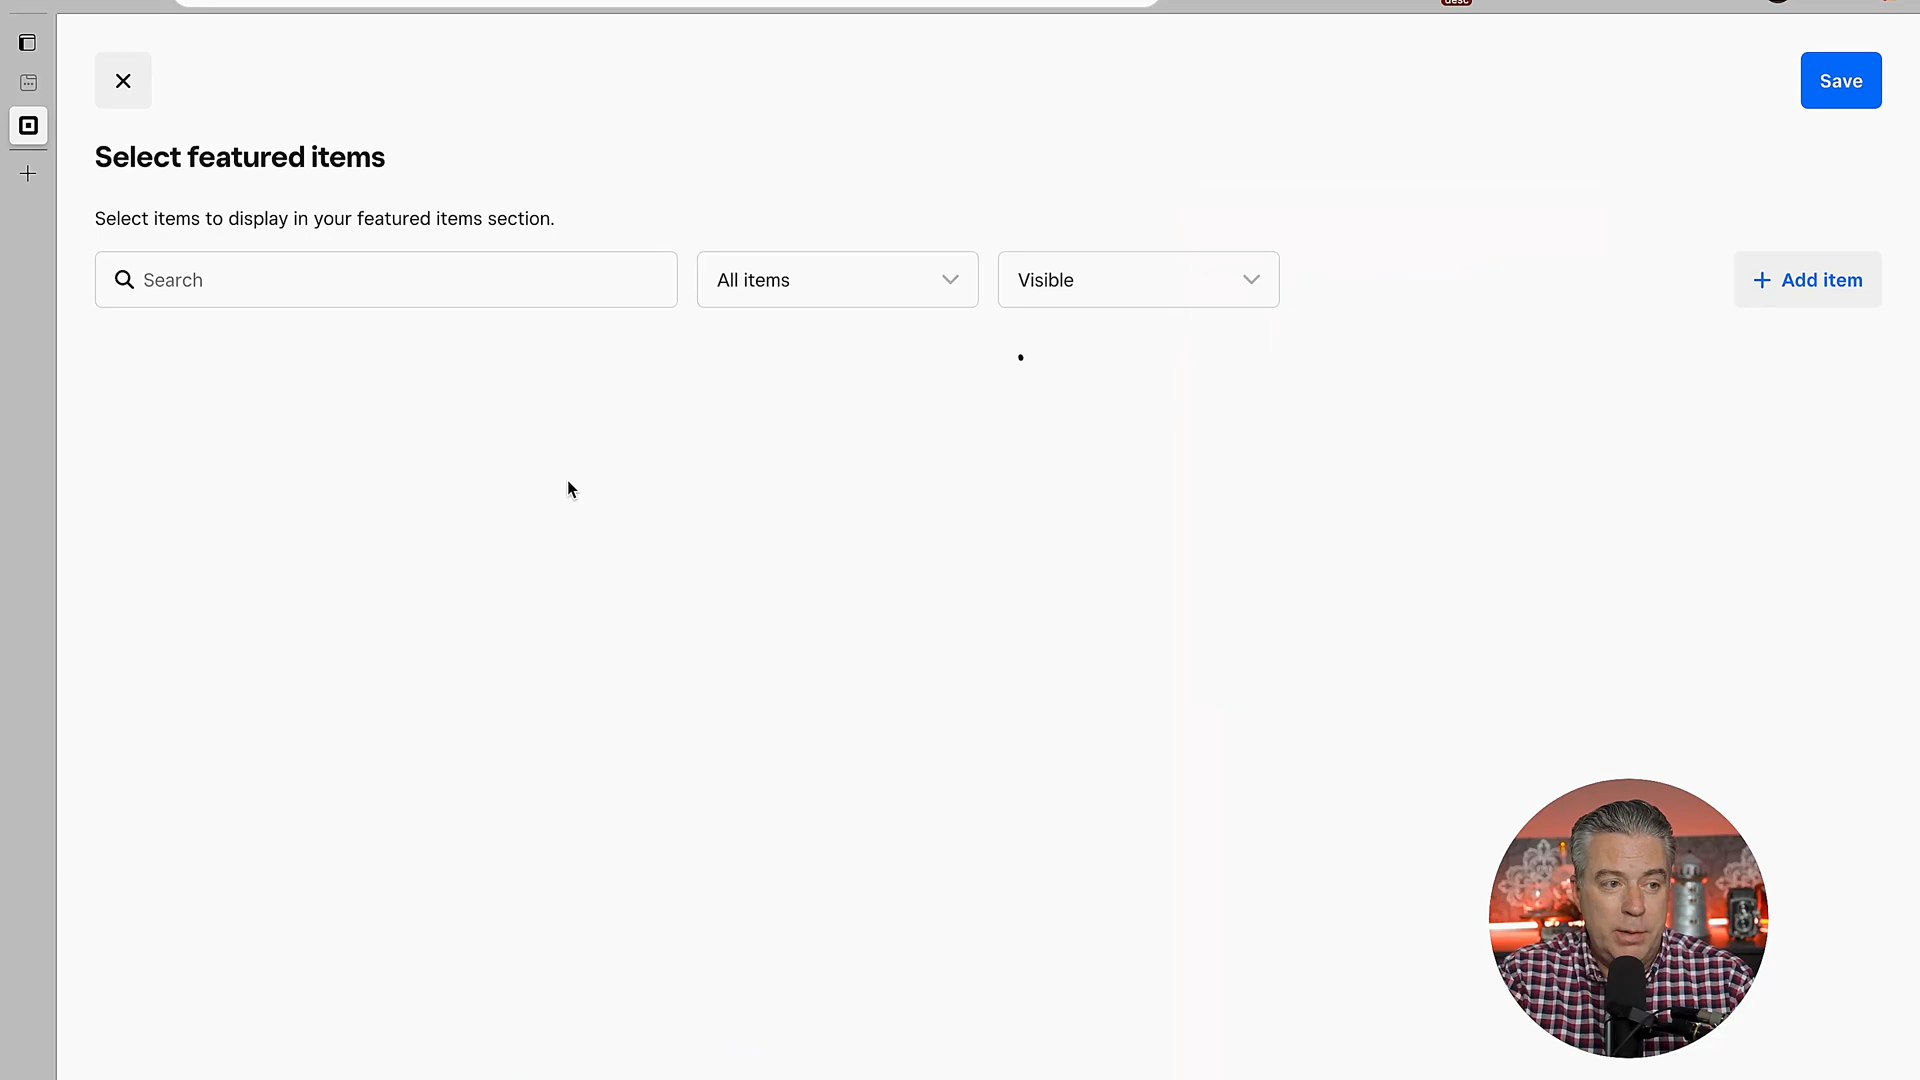 desc
Save
Select featured items
Select items to display in your featured items section.
Search
All items
Visible
Add item